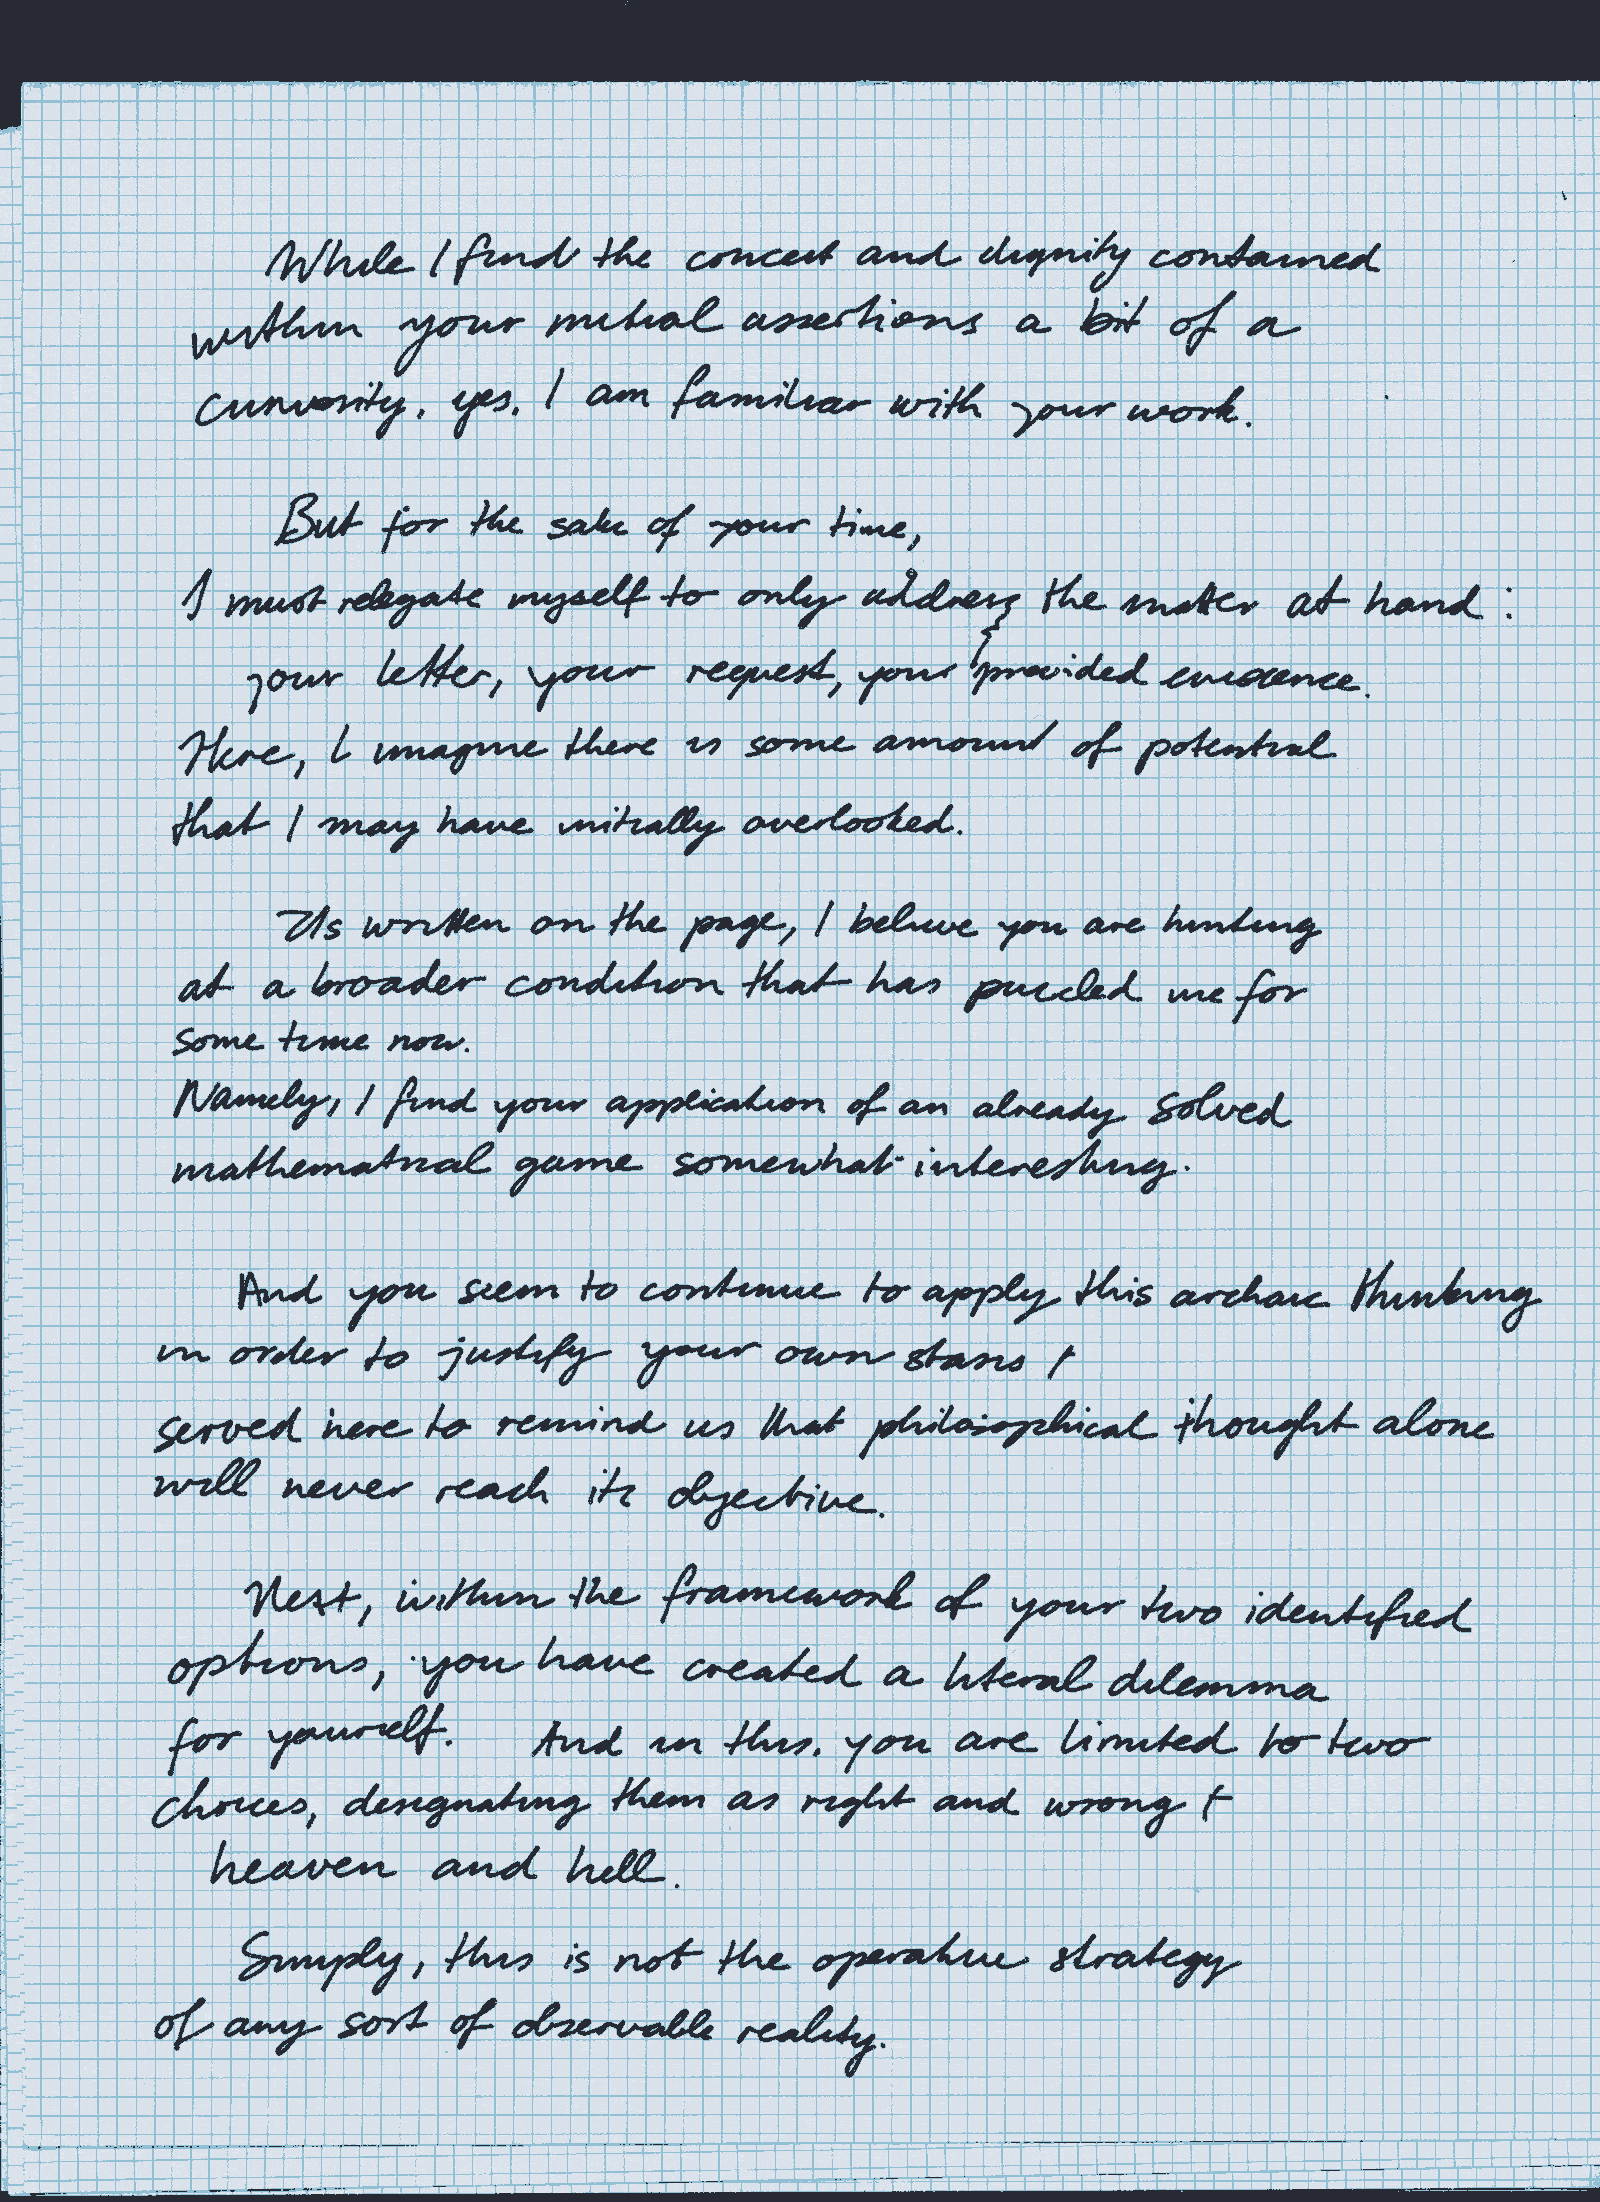 While I find the conceit and dignity contained
within your initial assertions a bit of a
curiosity, yes, I am familiar with your work.
But for the sake of your time,
I must relegate myself to only address the matter at hand:
your letter, your request, your provided evidence.
Here, I imagine there is some amount of potential
that I may have initially overlooked.
As written on the page, I believe you are hinting
at a broader condition that has puzzled me for
some time now.
Namely, I find your application of an already solved
mathematical game somewhat interesting.
And you seem to continue to apply this archaic thinking
in order to justify your own stasis +
served here to remind us that philosophical thought alone
will never reach its objective.
Next, within the framework of your two identified
options, you have created a literal dilemma
for yourself. And in this, you are limited to two
choices, designating them as right and wrong +
heaven and hell.
Simply, this is not the operative strategy
of any sort of observable reality.